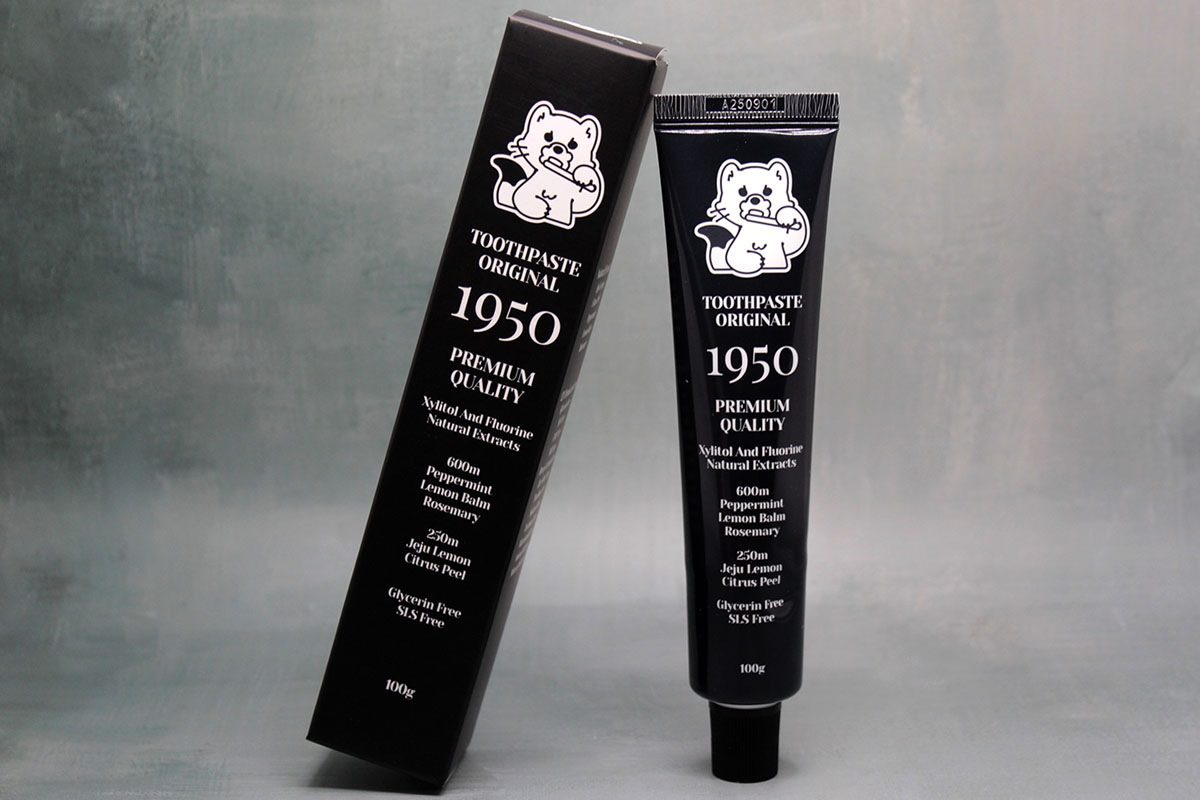 TOOTHPASTE
ORIGINAL
1950
PREMIUM
QUALITY
Xylitol And Fluorine
Natural Extracts
600m
Peppermint
Lemon Balm
Rosemary
250m
Jeju Lemon
Citrus Peel
Glycerin Free
SLS Free
100g
A250901
TOOTHPASTE
ORIGINAL
1950
PREMIUM
QUALITY
Xylitol And Fluorine
Natural Extracts
600m
Peppermint
Lemon Balm
Rosemary
250m
Jeju Lemon
Citrus Peel
Glycerin Free
SLS Free
100g